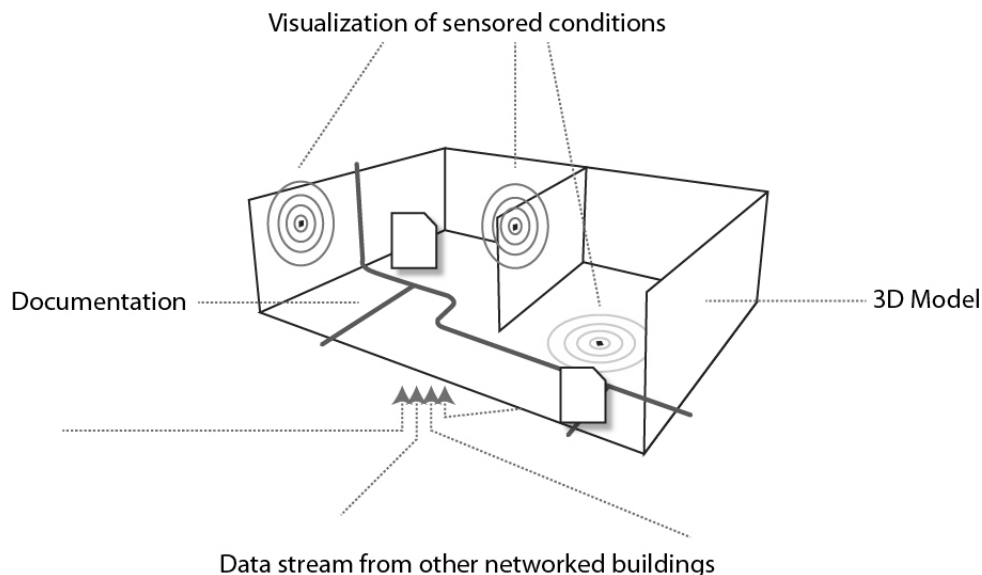 Visualization of sensored conditions
Documentation
3D Model
Data stream from other networked buildings